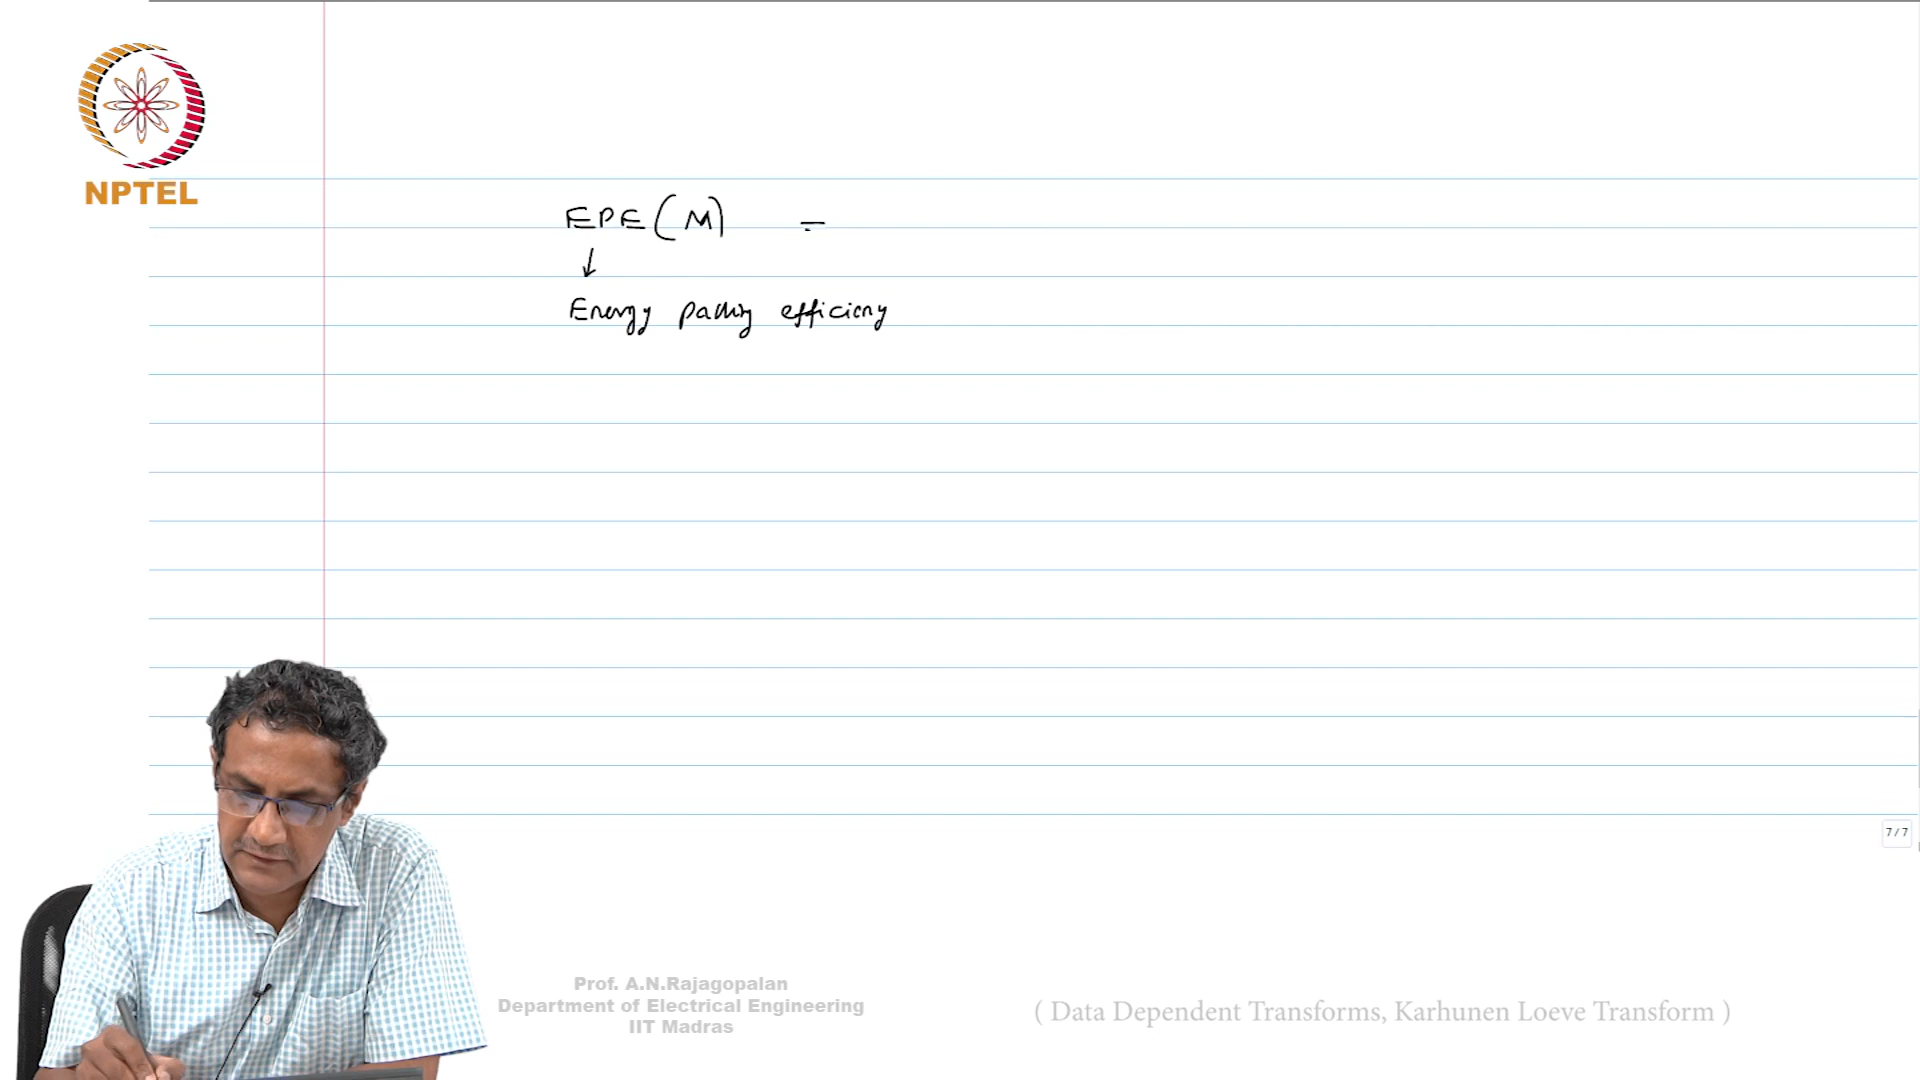 NPTEL
EPE(M) =
↓
Energy packing efficiency
7/7
Prof. A.N.Rajagopalan
Department of Electrical Engineering
IIT Madras
( Data Dependent Transforms, Karhunen Loeve Transform )